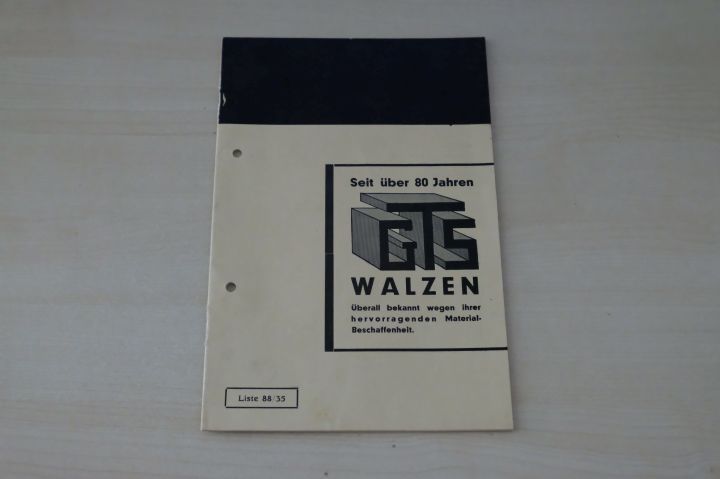 Seit über 80 Jahren
GTS
WALZEN
Überall bekannt wegen ihrer
hervorragenden Material-
Beschaffenheit.
Liste 88/35